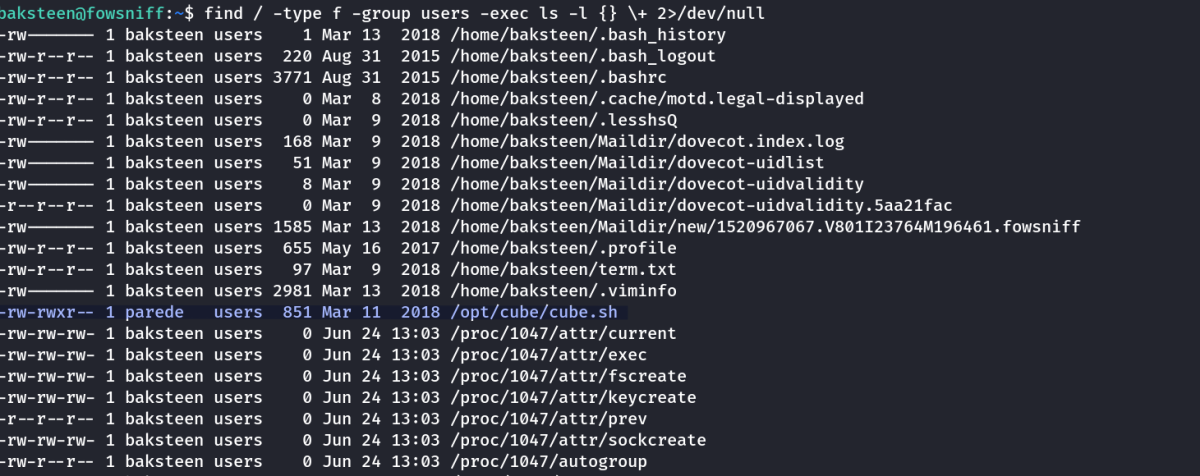 baksteen@fowsniff:~$ find / -type f -group users -exec ls -l {} \+ 2>/dev/null
-rw------- 1 baksteen users    1 Mar 13  2018 /home/baksteen/.bash_history
-rw-r--r-- 1 baksteen users  220 Aug 31  2015 /home/baksteen/.bash_logout
-rw-r--r-- 1 baksteen users 3771 Aug 31  2015 /home/baksteen/.bashrc
-rw-r--r-- 1 baksteen users    0 Mar  8  2018 /home/baksteen/.cache/motd.legal-displayed
-rw-r--r-- 1 baksteen users    0 Mar  9  2018 /home/baksteen/.lesshsQ
-rw------- 1 baksteen users  168 Mar  9  2018 /home/baksteen/Maildir/dovecot.index.log
-rw------- 1 baksteen users   51 Mar  9  2018 /home/baksteen/Maildir/dovecot-uidlist
-rw------- 1 baksteen users    8 Mar  9  2018 /home/baksteen/Maildir/dovecot-uidvalidity
-r--r--r-- 1 baksteen users    0 Mar  9  2018 /home/baksteen/Maildir/dovecot-uidvalidity.5aa21fac
-rw------- 1 baksteen users 1585 Mar 13  2018 /home/baksteen/Maildir/new/1520967067.V801I23764M196461.fowsniff
-rw-r--r-- 1 baksteen users  655 May 16  2017 /home/baksteen/.profile
-rw-r--r-- 1 baksteen users   97 Mar  9  2018 /home/baksteen/term.txt
-rw------- 1 baksteen users 2981 Mar 13  2018 /home/baksteen/.viminfo
-rw-rwxr-- 1 parede   users  851 Mar 11  2018 /opt/cube/cube.sh
-rw-rw-rw- 1 baksteen users    0 Jun 24 13:03 /proc/1047/attr/current
-rw-rw-rw- 1 baksteen users    0 Jun 24 13:03 /proc/1047/attr/exec
-rw-rw-rw- 1 baksteen users    0 Jun 24 13:03 /proc/1047/attr/fscreate
-rw-rw-rw- 1 baksteen users    0 Jun 24 13:03 /proc/1047/attr/keycreate
-r--r--r-- 1 baksteen users    0 Jun 24 13:03 /proc/1047/attr/prev
-rw-rw-rw- 1 baksteen users    0 Jun 24 13:03 /proc/1047/attr/sockcreate
-rw-r--r-- 1 baksteen users    0 Jun 24 13:03 /proc/1047/autogroup